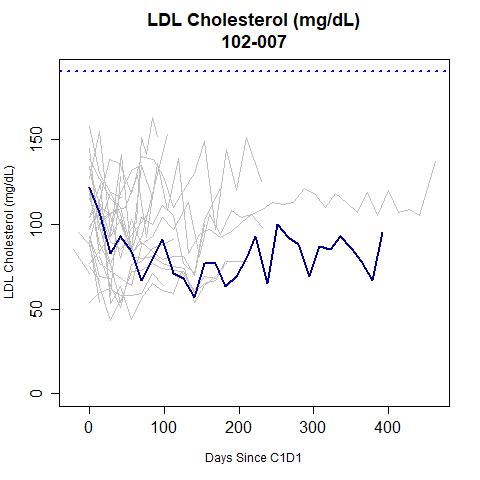 LDL Cholesterol (mg/dL)
102-007
LDL Cholesterol (mg/dL)
150
100
50
0
0 100 200 300 400
Days Since C1D1